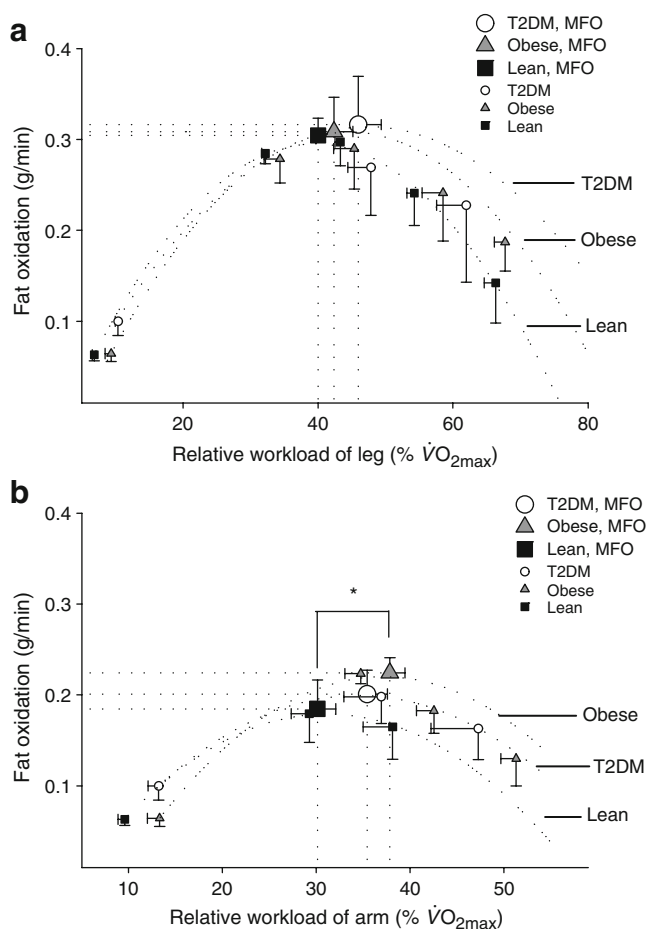 a
T2DM, MFO
Obese, MFO
Lean, MFO
T2DM
Obese
Lean
0.4
0.3
0.2
0.1
Fat oxidation (g/min)
T2DM
Obese
Lean
20 40 60 80
Relative workload of leg (% V̇O2max)
b
T2DM, MFO
Obese, MFO
Lean, MFO
T2DM
Obese
Lean
0.4
0.3
0.2
0.1
Fat oxidation (g/min)
*
Obese
T2DM
Lean
10 20 30 40 50
Relative workload of arm (% V̇O2max)